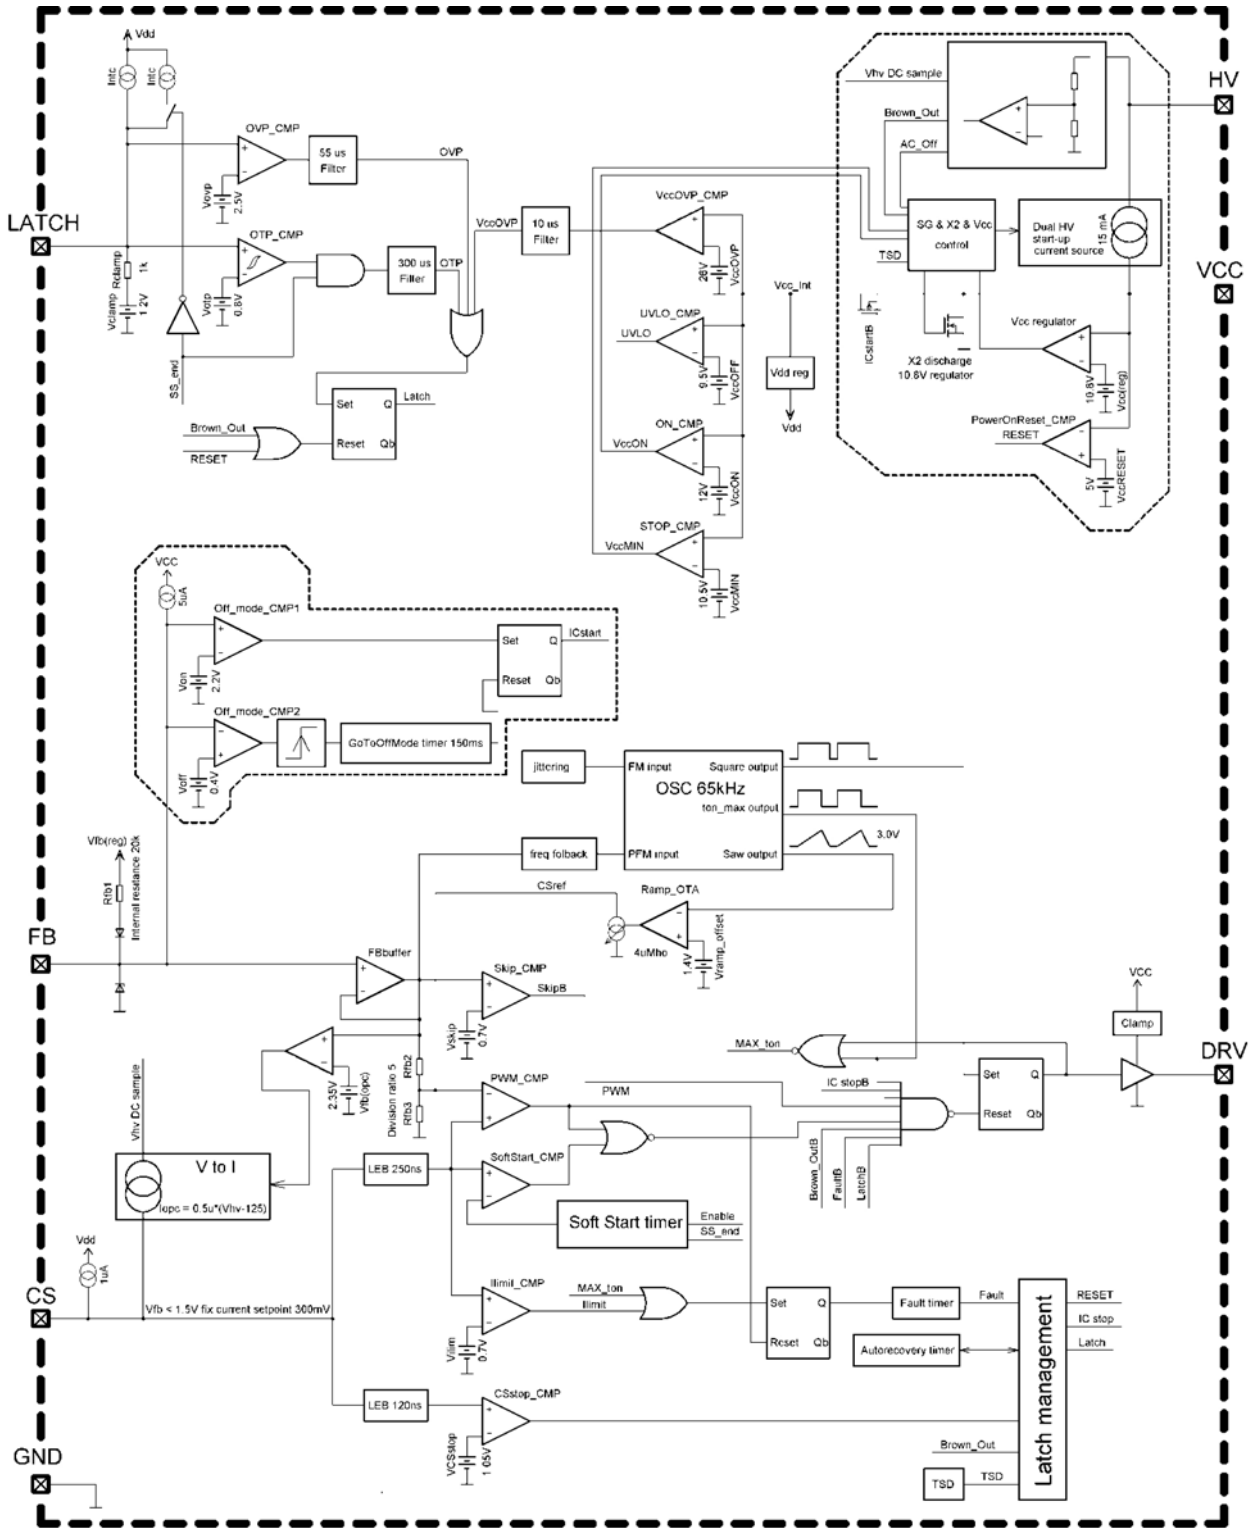 Vdd
Intc
Intc
OVP_CMP
55 us
Filter
OVP
Vovp
2.5V
LATCH
OTP_CMP
300 us
Filter
OTP
Rclamp
1k
Vclamp
1.2V
Votp
0.8V
SS_end
Brown_Out
RESET
Set
Q
Reset
Qb
Latch
VccOVP
10 us
Filter
VccOVP_CMP
26V
VccOVP
UVLO_CMP
UVLO
9.5V
VccOFF
ON_CMP
VccON
12V
VccON
STOP_CMP
VccMIN
10.5V
VccMIN
Vcc_Int
Vdd reg
Vdd
Vhv DC sample
Brown_Out
AC_Off
SG & X2 & Vcc
control
TSD
Dual HV
start-up
current source
15 mA
HV
VCC
ICstartB
X2 discharge
10.8V regulator
Vcc regulator
10.8V
Vcc(reg)
PowerOnReset_CMP
RESET
5V
VccRESET
VCC
5uA
Off_mode_CMP1
Von
2.2V
Set
Q
Reset
Qb
ICstart
Off_mode_CMP2
GoToOffMode timer 150ms
Voff
0.4V
jittering
FM input
Square output
OSC 65kHz
ton_max output
freq folback
PFM input
Saw output
3.0V
Vfb(reg)
Rfb1
Internal resitance 20k
FB
CSref
Ramp_OTA
4uMho
1.4V
Vramp_offset
FBbuffer
Skip_CMP
SkipB
Vskip
0.7V
2.35V
Vfb(opc)
Division ratio 5
Rfb2
Rfb3
PWM_CMP
PWM
MAX_ton
IC stopB
Brown_OutB
FaultB
LatchB
Set
Q
Reset
Qb
VCC
Clamp
DRV
Vhv DC sample
V to I
Iopc = 0.5u*(Vhv-125)
LEB 250ns
SoftStart_CMP
Soft Start timer
Enable
SS_end
Vdd
1uA
CS
Vfb < 1.5V fix current setpoint 300mV
Ilimit_CMP
Vilim
0.7V
MAX_ton
Ilimit
Set
Q
Reset
Qb
Fault timer
Fault
Autorecovery timer
Latch management
RESET
IC stop
Latch
LEB 120ns
CSstop_CMP
VCSstop
1.05V
Brown_Out
TSD
TSD
GND